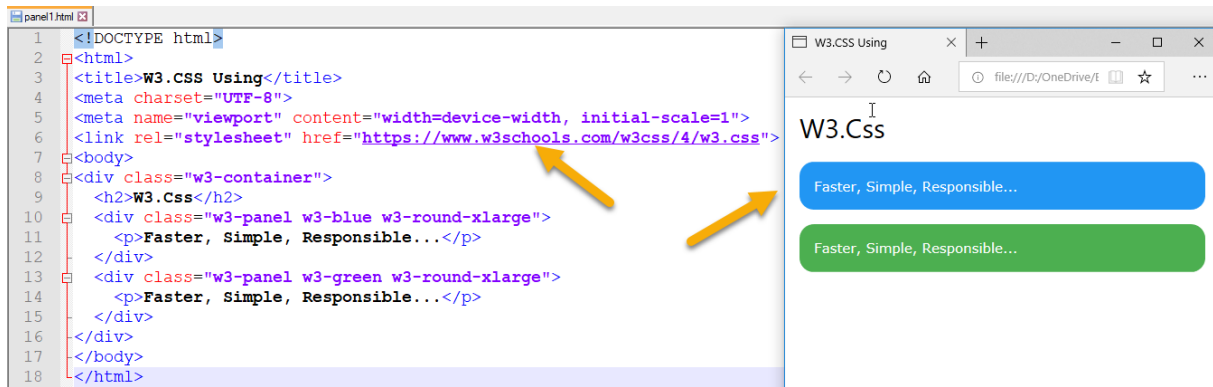 panel1.html
1 <!DOCTYPE html>
2 <html>
3 <title>W3.CSS Using</title>
4 <meta charset="UTF-8">
5 <meta name="viewport" content="width=device-width, initial-scale=1">
6 <link rel="stylesheet" href="https://www.w3schools.com/w3css/4/w3.css">
7 <body>
8 <div class="w3-container">
9 <h2>W3.Css</h2>
10 <div class="w3-panel w3-blue w3-round-xlarge">
11 <p>Faster, Simple, Responsible...</p>
12 </div>
13 <div class="w3-panel w3-green w3-round-xlarge">
14 <p>Faster, Simple, Responsible...</p>
15 </div>
16 </div>
17 </body>
18 </html>
W3.CSS Using
file:///D:/OneDrive/E
W3.Css
Faster, Simple, Responsible...
Faster, Simple, Responsible...